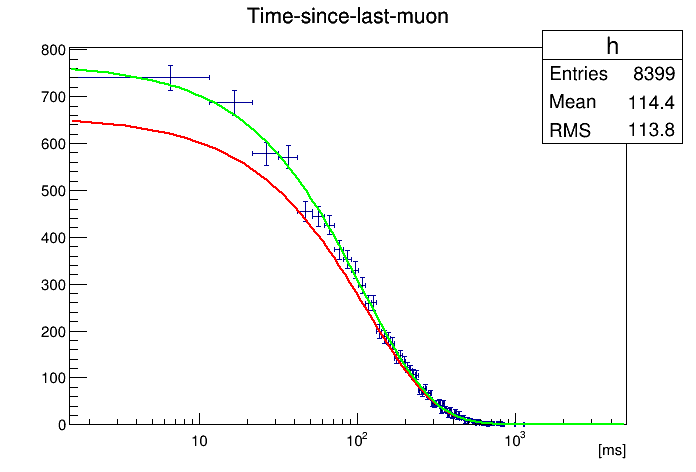 Time-since-last-muon
h
Entries 8399
Mean 114.4
RMS 113.8
800
700
600
500
400
300
200
100
0
10 10² 10³
[ms]